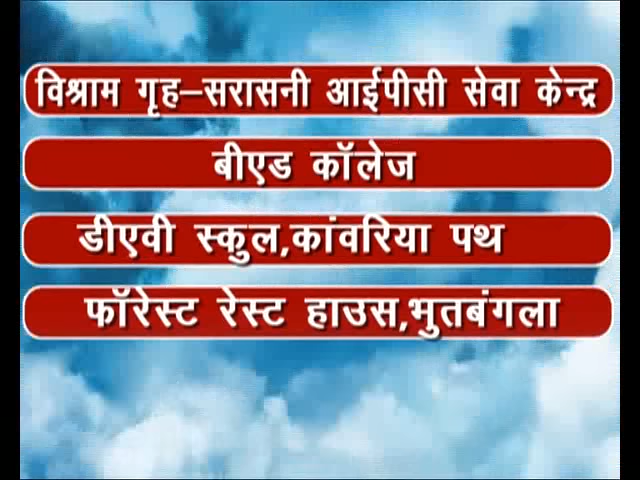 विश्राम गृह–सरासनी आईपीसी सेवा केन्द्र
बीएड कॉलेज
डीएवी स्कुल,कांवरिया पथ
फॉरेस्ट रेस्ट हाउस,भुतबंगला